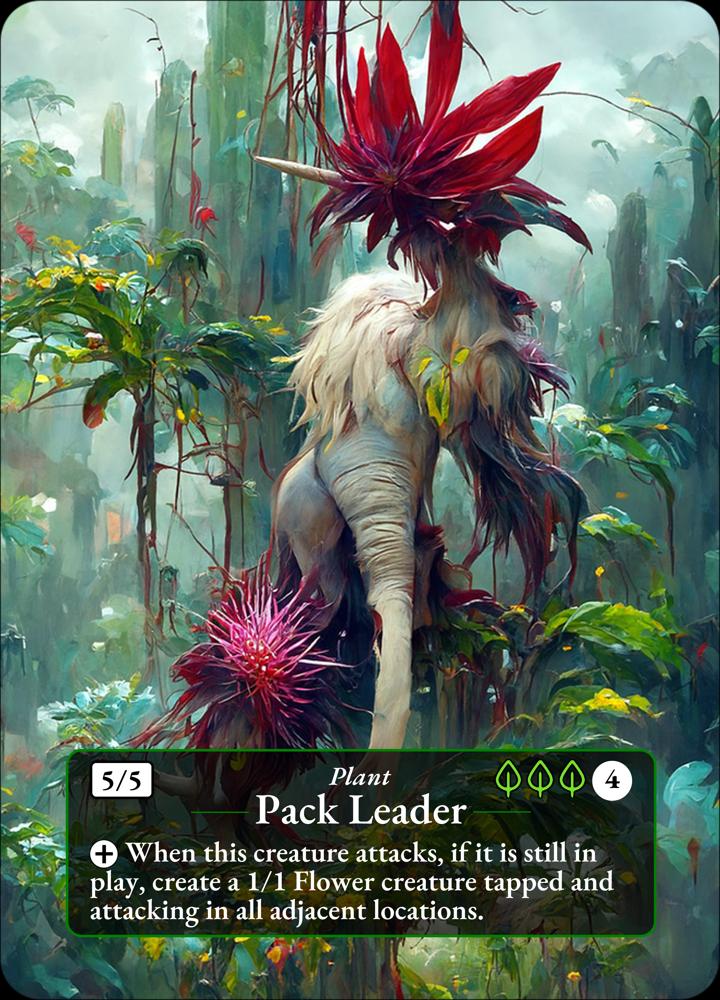 5/5 Plant 4
Pack Leader
When this creature attacks, if it is still in
play, create a 1/1 Flower creature tapped and
attacking in all adjacent locations.